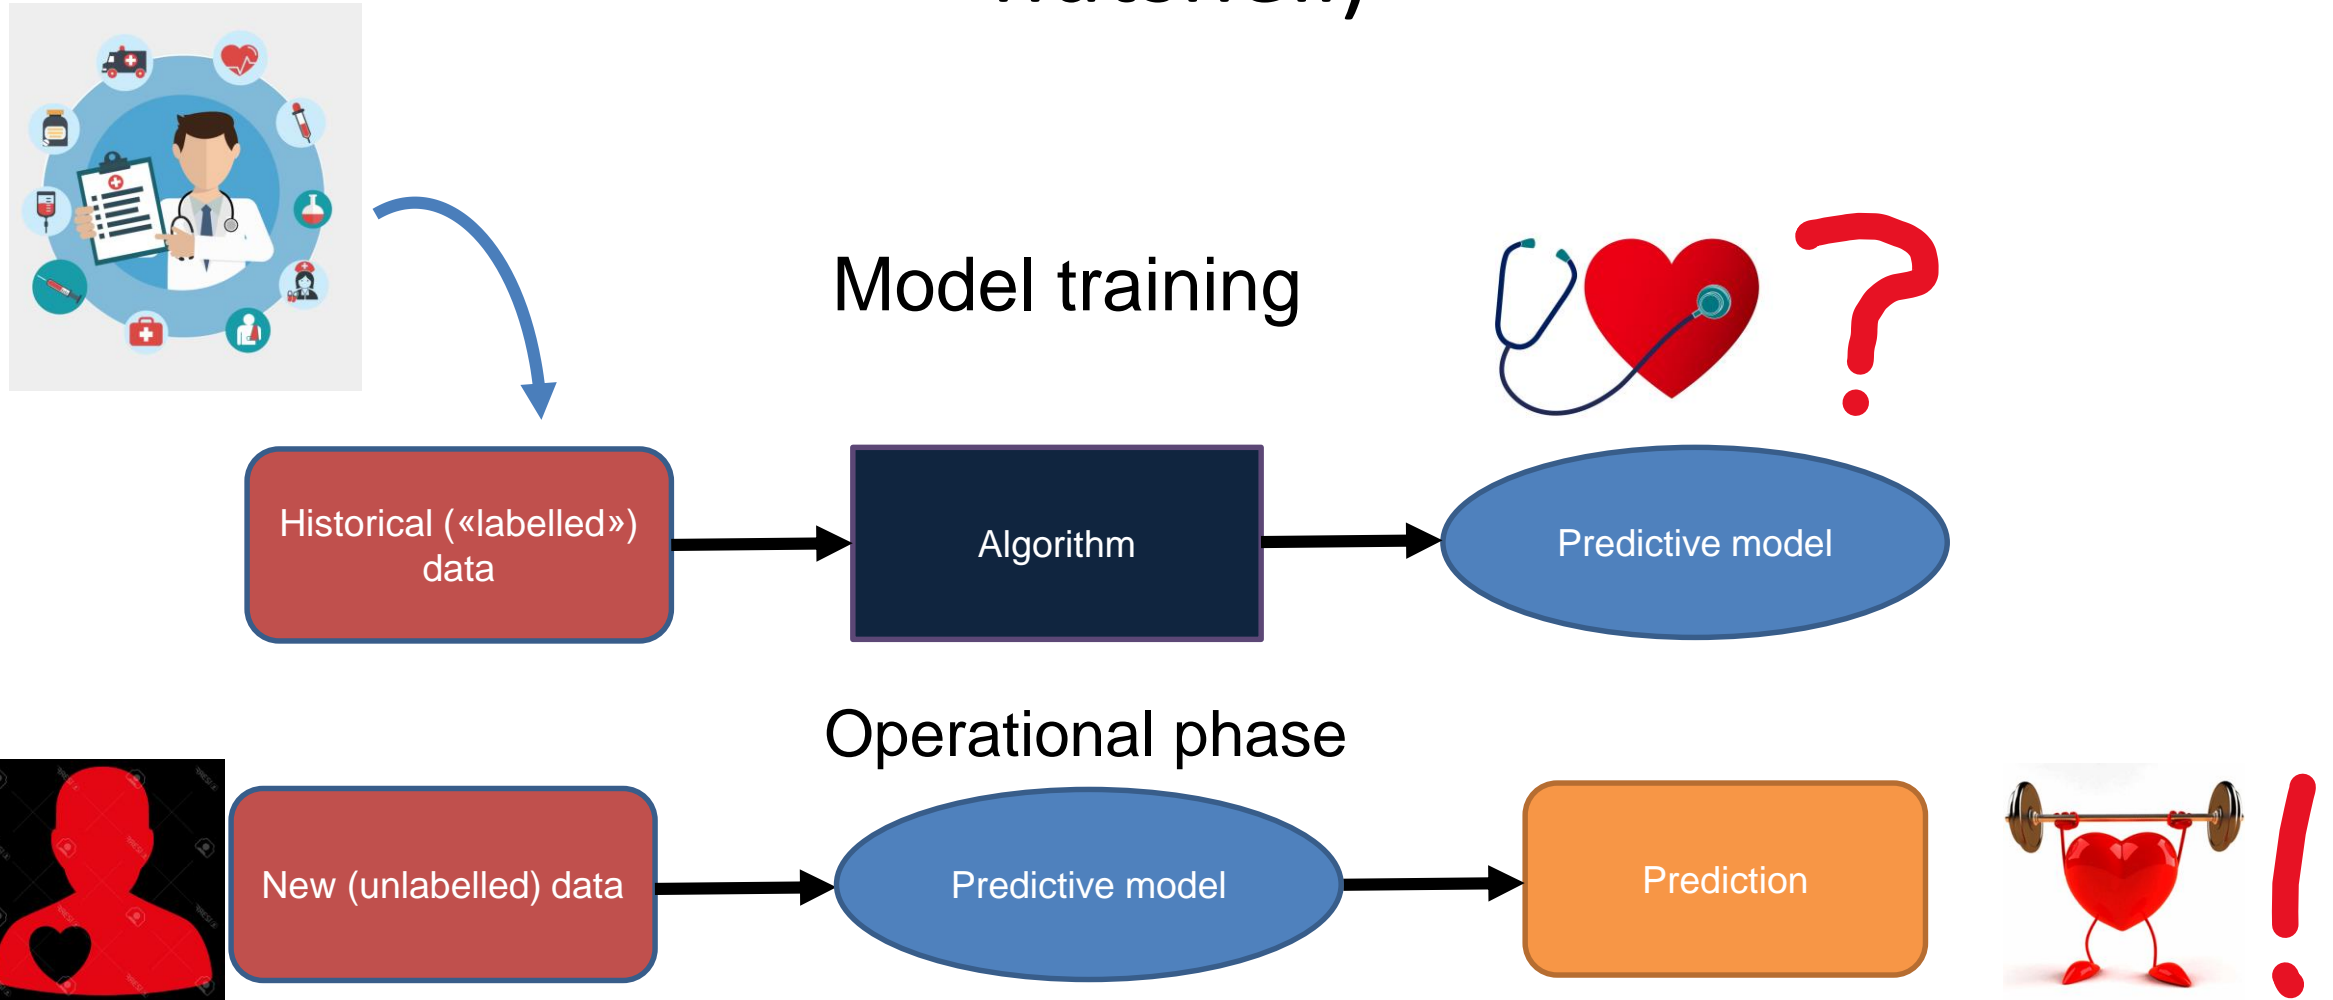 Model training
Historical («labelled»)
data
Algorithm
Predictive model
Operational phase
New (unlabelled) data
Predictive model
Prediction